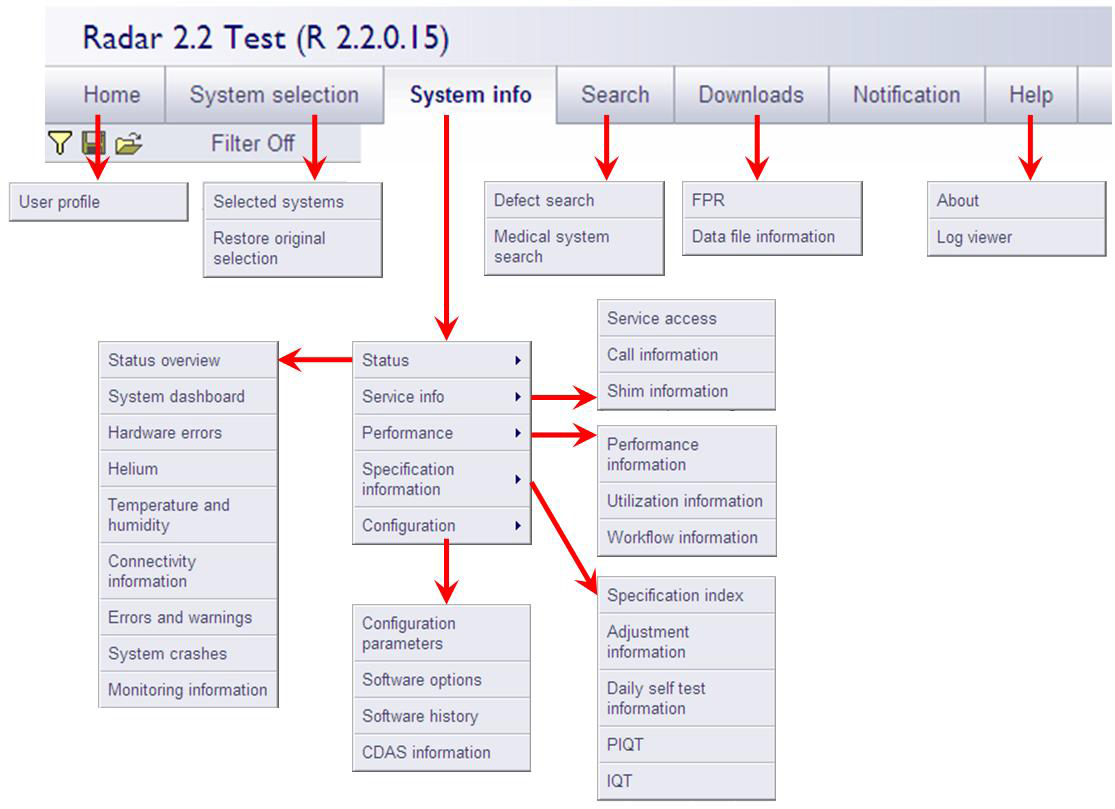 Radar 2.2 Test (R 2.2.0.15)
Home
System selection
System info
Search
Downloads
Notification
Help
Filter Off
User profile
Selected systems
Restore original
selection
Defect search
Medical system
search
FPR
Data file information
About
Log viewer
Status overview
System dashboard
Hardware errors
Helium
Temperature and
humidity
Connectivity
information
Errors and warnings
System crashes
Monitoring information
Status
Service info
Performance
Specification
information
Configuration
Service access
Call information
Shim information
Performance
information
Utilization information
Workflow information
Configuration
parameters
Software options
Software history
CDAS information
Specification index
Adjustment
information
Daily self test
information
PIQT
IQT